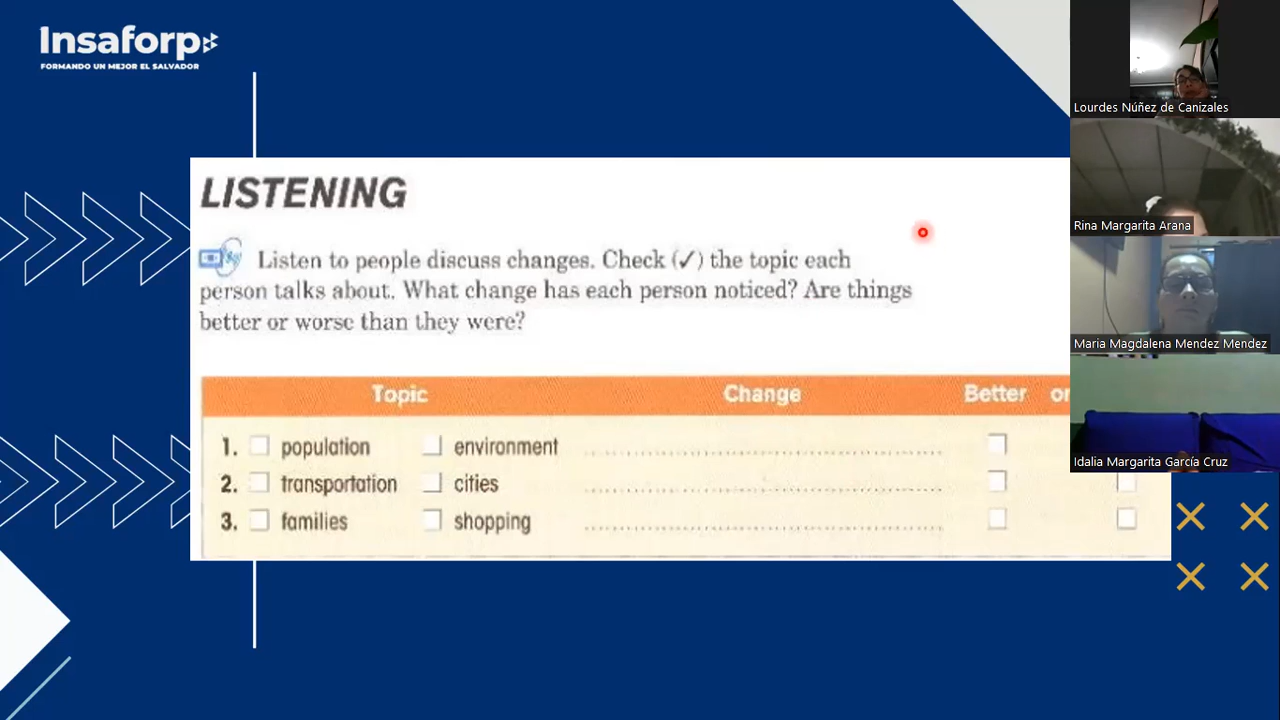 Insaforp
FORMANDO UN MEJOR EL SALVADOR
LISTENING
Listen to people discuss changes. Check (✓) the topic each
person talks about. What change has each person noticed? Are things
better or worse than they were?
Topic Change Better or
1. population environment
2. transportation cities
3. families shopping
Lourdes Núñez de Canizales
Rina Margarita Arana
Maria Magdalena Mendez Mendez
Idalia Margarita García Cruz